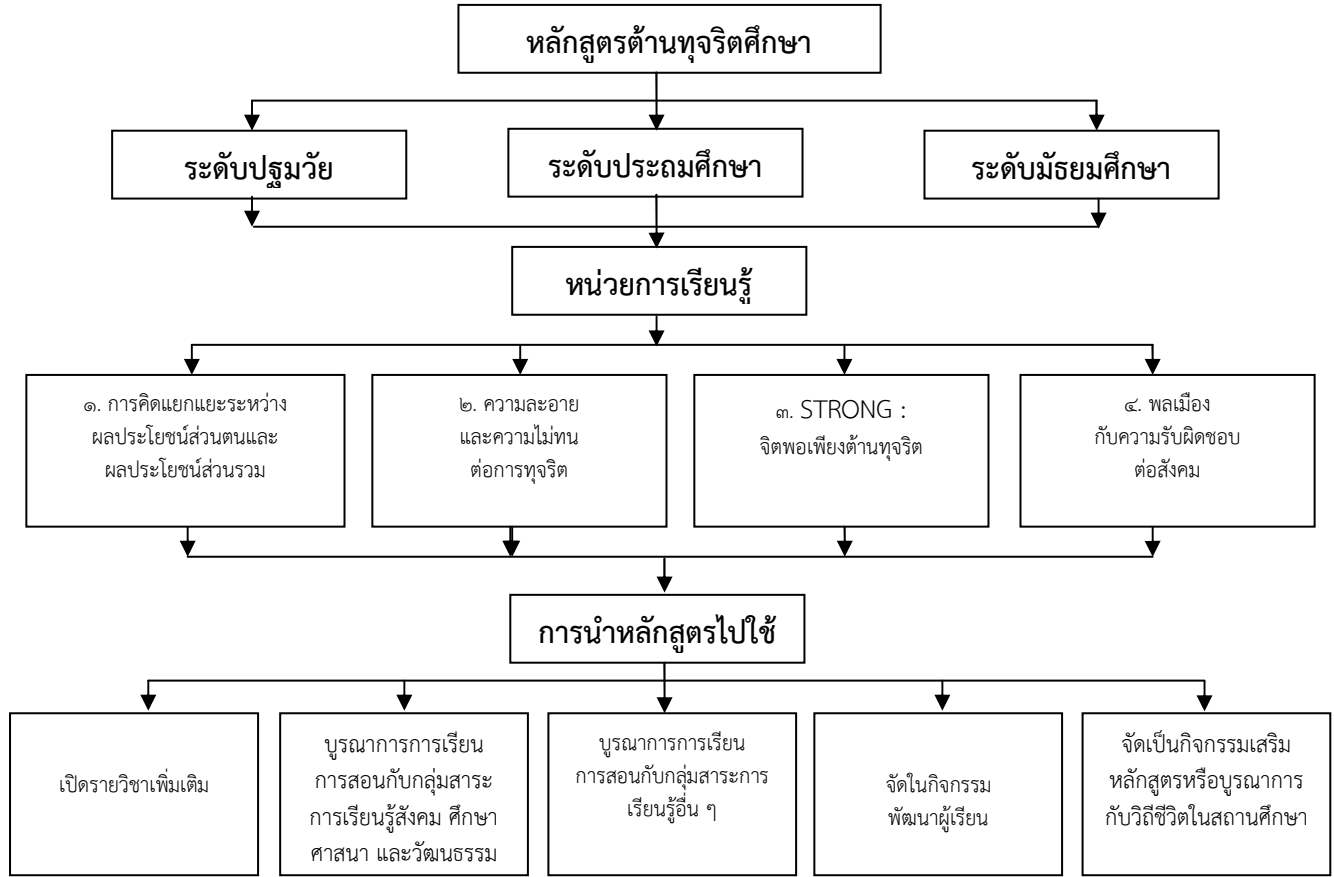 หลักสูตรต้านทุจริตศึกษา
ระดับปฐมวัย
ระดับประถมศึกษา
ระดับมัธยมศึกษา
หน่วยการเรียนรู้
๑. การคิดแยกแยะระหว่าง
ผลประโยชน์ส่วนตนและ
ผลประโยชน์ส่วนรวม
๒. ความละอาย
และความไม่ทน
ต่อการทุจริต
๓. STRONG :
จิตพอเพียงต้านทุจริต
๔. พลเมือง
กับความรับผิดชอบ
ต่อสังคม
การนำหลักสูตรไปใช้
เปิดรายวิชาเพิ่มเติม
บูรณาการการเรียน
การสอนกับกลุ่มสาระ
การเรียนรู้สังคม ศึกษา
ศาสนา และวัฒนธรรม
บูรณาการการเรียน
การสอนกับกลุ่มสาระการ
เรียนรู้อื่น ๆ
จัดในกิจกรรม
พัฒนาผู้เรียน
จัดเป็นกิจกรรมเสริม
หลักสูตรหรือบูรณาการ
กับวิถีชีวิตในสถานศึกษา